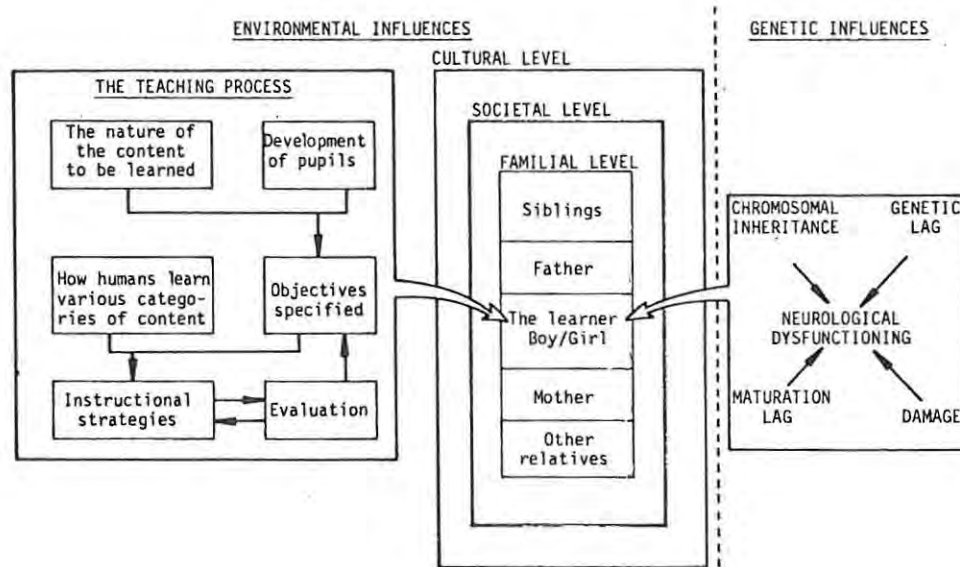 ENVIRONMENTAL INFLUENCES
THE TEACHING PROCESS
The nature of
the content
to be learned
Development
of pupils
How humans learn
various catego-
ries of content
Objectives
specified
Instructional
strategies
Evaluation
CULTURAL LEVEL
SOCIETAL LEVEL
FAMILIAL LEVEL
Siblings
Father
The learner
Boy/Girl
Mother
Other
relatives
GENETIC INFLUENCES
CHROMOSOMAL
INHERITANCE
GENETIC
LAG
NEUROLOGICAL
DYSFUNCTIONING
MATURATION
LAG
DAMAGE